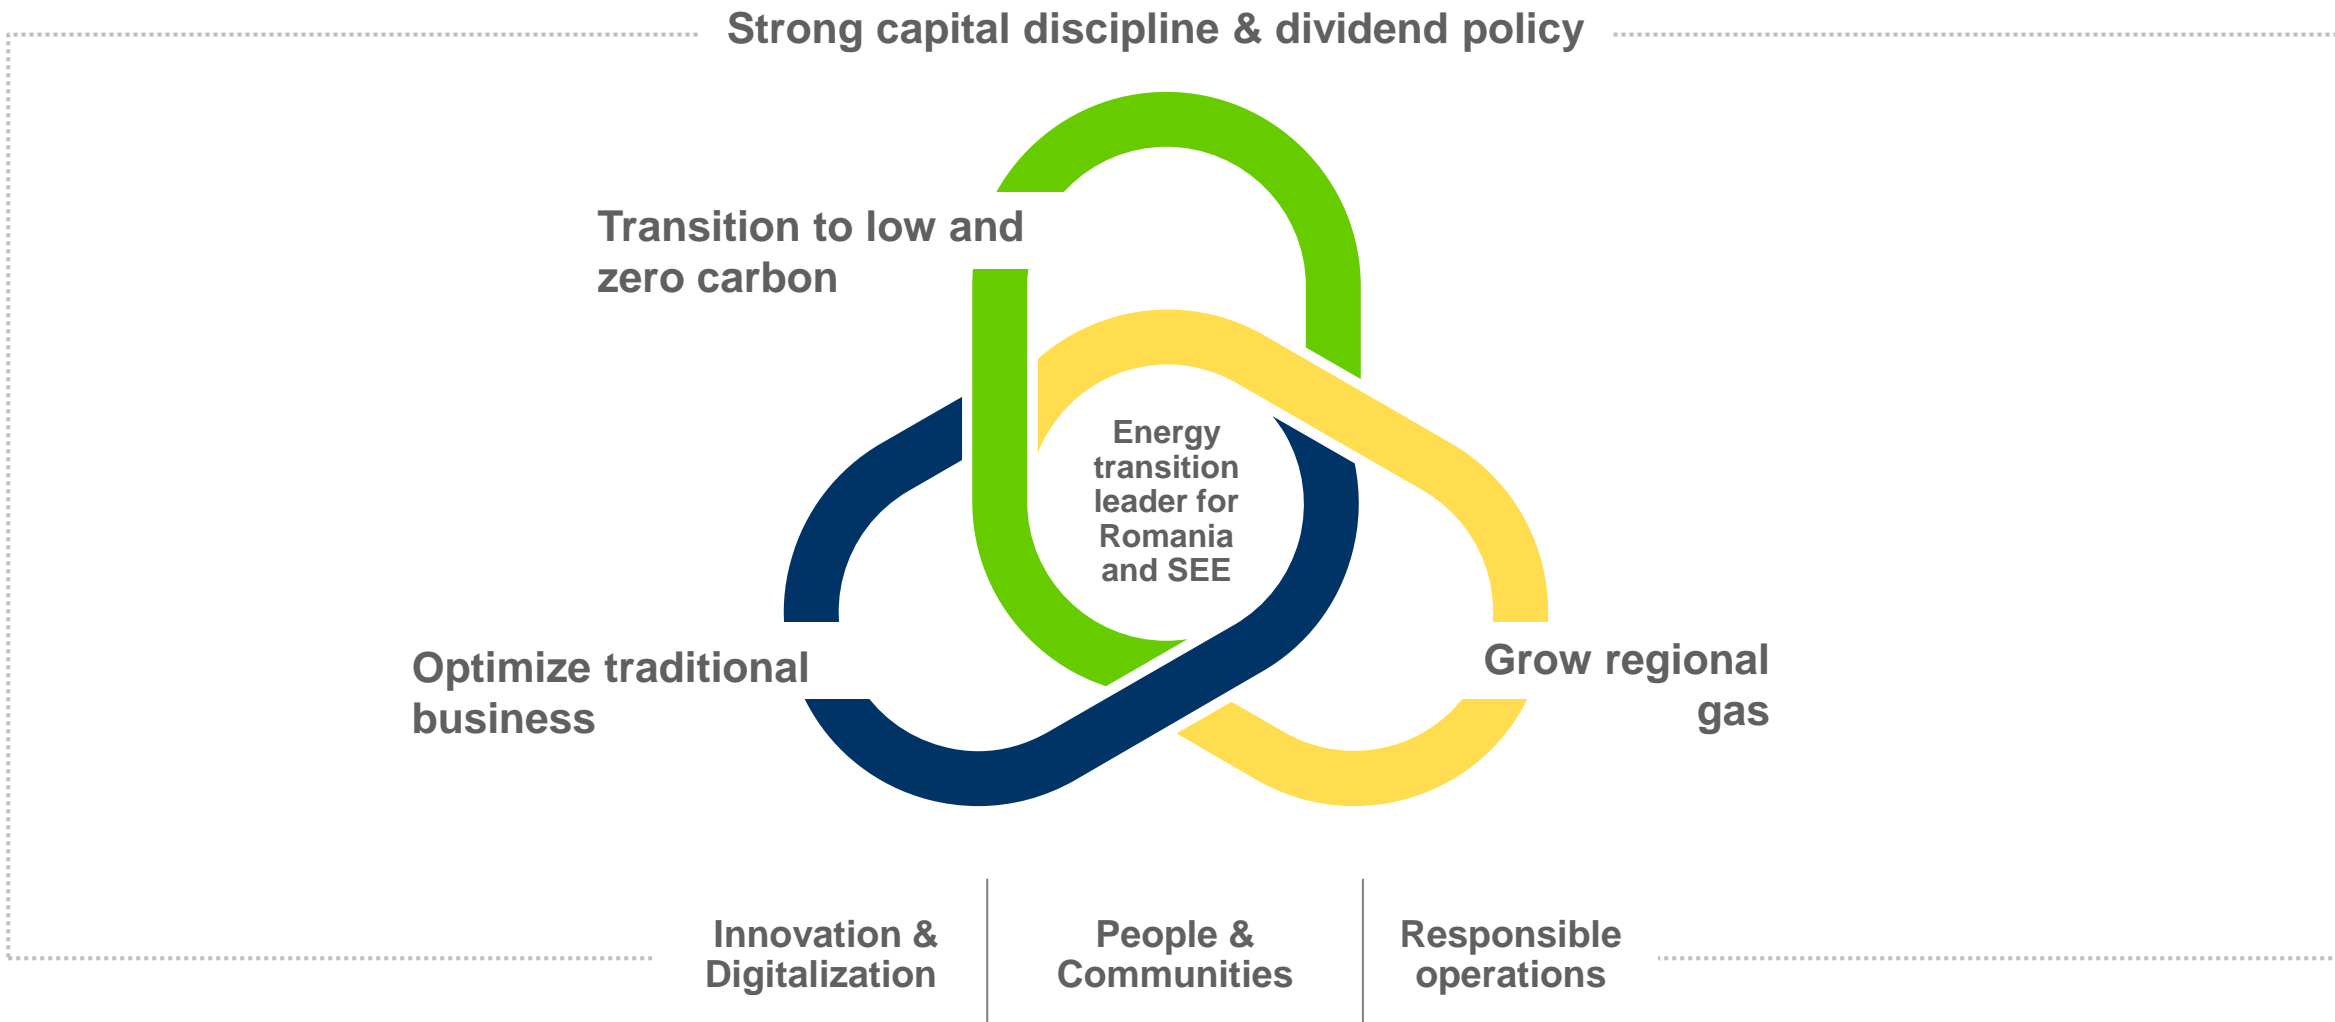 Strong capital discipline & dividend policy
Transition to low and
zero carbon
Energy
transition
leader for
Romania
and SEE
Optimize traditional
business
Grow regional
gas
Innovation &
Digitalization
People &
Communities
Responsible
operations